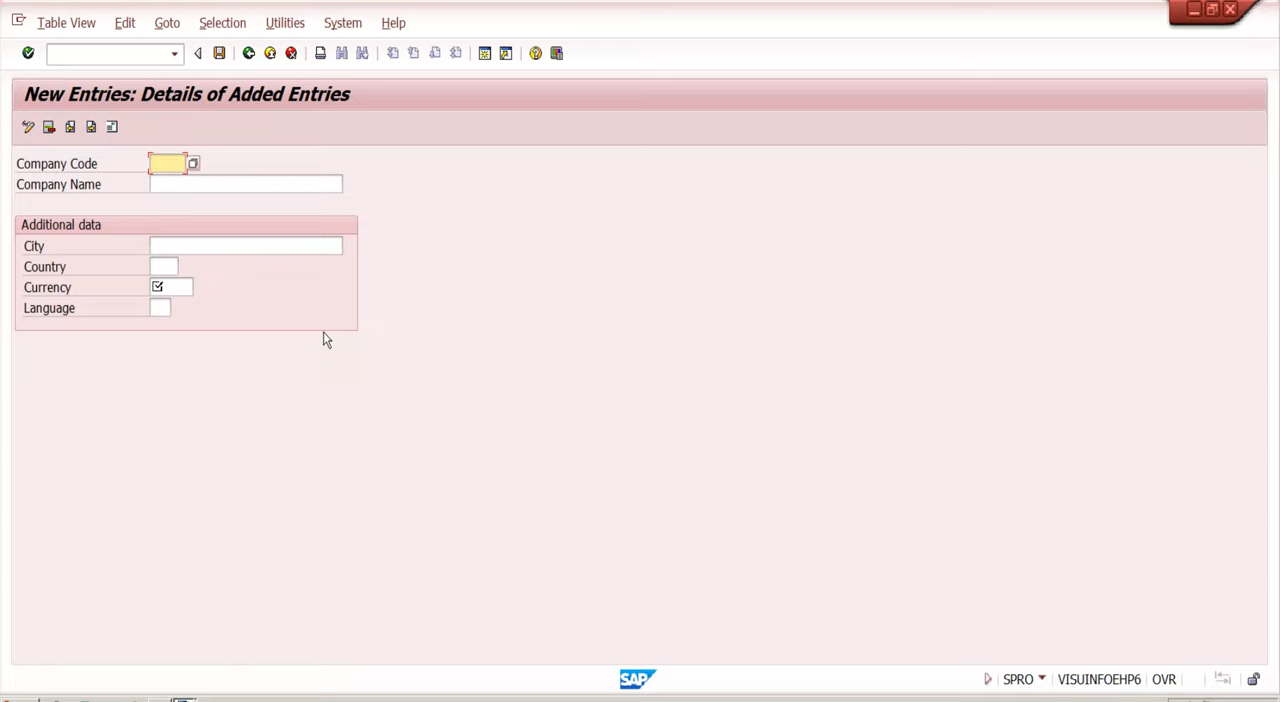 Table View Edit Goto Selection Utilities System Help
New Entries: Details of Added Entries
Company Code
Company Name
Additional data
City
Country
Currency
Language
SAP
SPRO VISUINFOEHP6 OVR